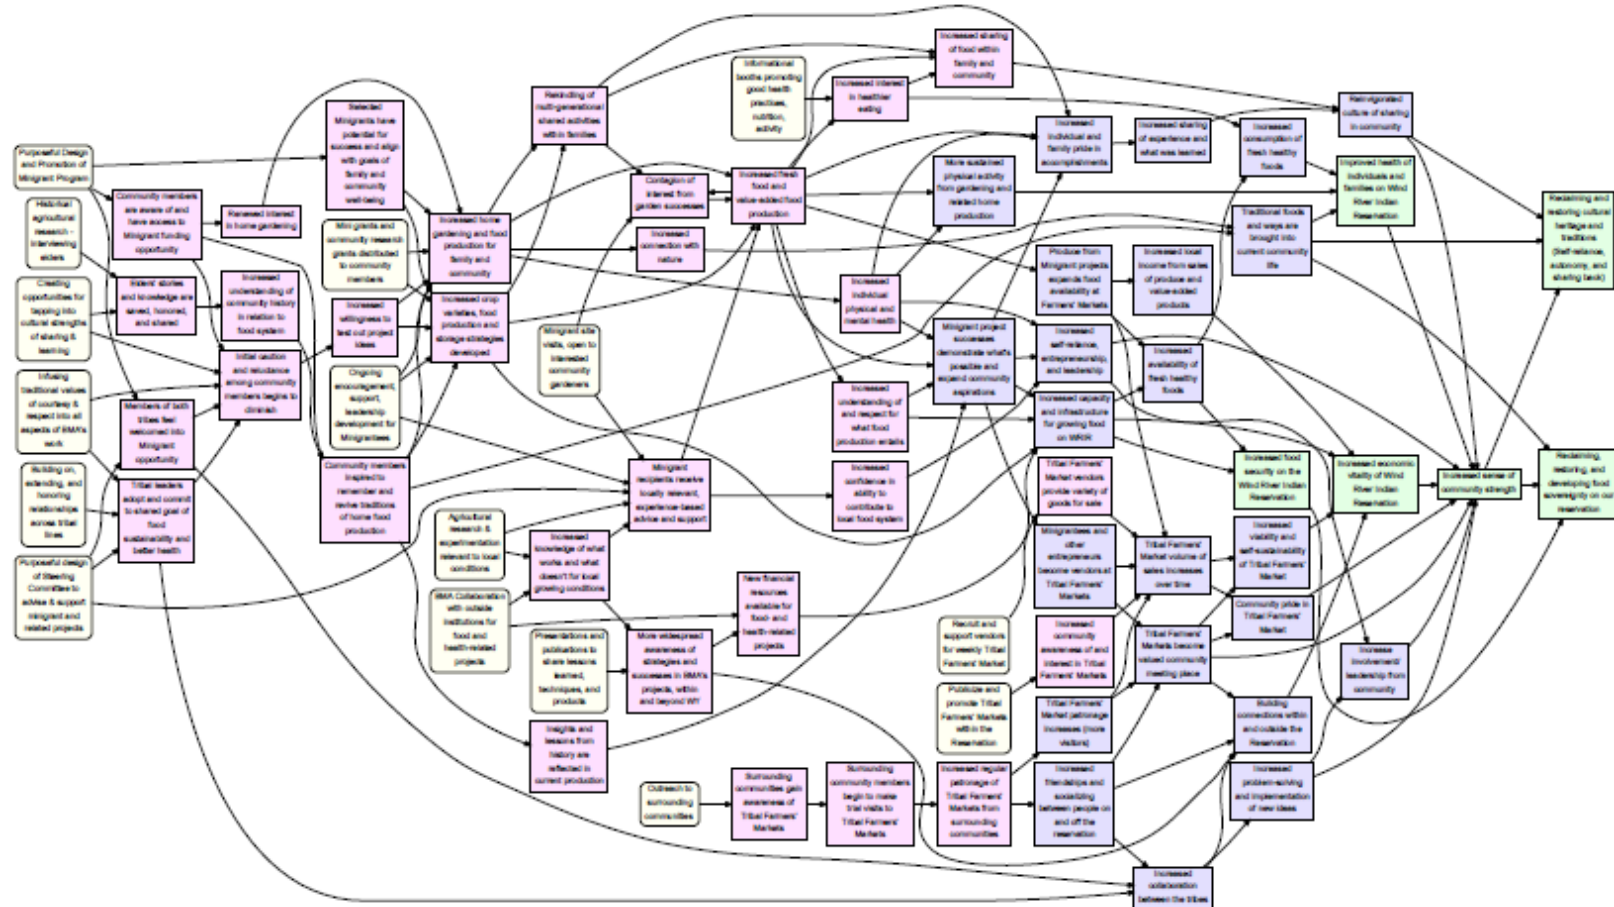 Purposeful Design
and Promotion of
Minigrant Program
Historical
agricultural
research –
interviewing
elders
Creating
opportunities for
tapping into
cultural strengths
of sharing &
learning
Infusing
traditional values
of courtesy &
respect into all
aspects of BMA's
work
Building on,
extending, and
honoring
relationships
across tribal
lines
Purposeful design
of Steering
Committee to
advise & support
minigrant and
related projects
Community members
are aware of and
have access to
Minigrant funding
opportunity
Elders' stories
and knowledge are
saved, honored,
and shared
Members of both
tribes feel
welcomed into
Minigrant
opportunity
Tribal leaders
adopt and commit
to shared goal of
food
sustainability and
better health
Renewed interest
in home gardening
Increased
understanding of
community history
in relation to
food system
Initial caution
and reluctance
among community
members begins to
diminish
Selected
Minigrants have
potential for
success and align
with goals of
family and
community
well-being
Mini grants and
community research
grants distributed
to community
members
Increased
willingness to
test out project
ideas
Ongoing
encouragement,
support,
leadership
development for
Minigrantees
Community members
inspired to
remember and
revive traditions
of home food
production
Increased home
gardening and food
production for
family and
community
Increased crop
varieties, food
production and
storage strategies
developed
Agricultural
research &
experimentation
relevant to local
conditions
BMA Collaboration
with outside
institutions for
food and
health-related
projects
Rekindling of
multi-generational
shared activities
within families
Minigrant site
visits, open to
interested
community
gardeners
Increased
knowledge of what
works and what
doesn't for local
growing conditions
Presentations and
publications to
share lessons
learned,
techniques, and
products
Insights and
lessons from
history are
reflected in
current production
Contagion of
interest from
garden successes
Increased
connection with
nature
Minigrant
recipients receive
locally relevant,
experience-based
advice and support
More widespread
awareness of
strategies and
successes in BMA's
projects, within
and beyond WY
Outreach to
surrounding
communities
Informational
booths promoting
good health
practices,
nutrition,
activity
Increased fresh
food and
value-added food
production
New financial
resources
available for
food- and
health-related
projects
Surrounding
communities gain
awareness of
Tribal Farmers'
Markets
Increased interest
in healthier
eating
Increased
individual
physical and
mental health
Increased
understanding of
and respect for
what food
production entails
Increased
confidence in
ability to
contribute to
local food system
Surrounding
community members
begin to make
trial visits to
Tribal Farmers'
Markets
Increased sharing
of food within
family and
community
More sustained
physical activity
from gardening and
related home
production
Minigrant project
successes
demonstrate what's
possible and
expand community
aspirations
Recruit and
support vendors
for weekly Tribal
Farmers' Market
Publicize and
promote Tribal
Farmers' Markets
within the
Reservation
Increased regular
patronage of
Tribal Farmers'
Markets from
surrounding
communities
Increased
individual and
family pride in
accomplishments
Produce from
Minigrant projects
expands food
availability at
Farmers' Markets
Increased
self-reliance,
entrepreneurship,
and leadership
Increased capacity
and infrastructure
for growing food
on WRIR
Tribal Farmers'
Market vendors
provide variety of
goods for sale
Minigrantees and
other
entrepreneurs
become vendors at
Tribal Farmers'
Markets
Increased
community
awareness of and
interest in Tribal
Farmers' Markets
Tribal Farmers'
Market patronage
increases (more
visitors)
Increased
friendships and
socializing
between people on
and off the
reservation
Increased sharing
of experience and
what was learned
Increased local
income from sales
of produce and
value-added
products
Increased
availability of
fresh healthy
foods
Tribal Farmers'
Market volume of
sales increases
over time
Tribal Farmers'
Markets become
valued community
meeting place
Increased
collaboration
between the tribes
Increased
consumption of
fresh healthy
foods
Traditional foods
and ways are
brought into
current community
life
Increased food
security on the
Wind River Indian
Reservation
Increased
viability and
self-sustainability
of Tribal Farmers'
Market
Community pride in
Tribal Farmers'
Market
Building
connections within
and outside the
Reservation
Increased
problem-solving
and implementation
of new ideas
Reinvigorated
culture of sharing
in community
Improved health of
individuals and
families on Wind
River Indian
Reservation
Increased economic
vitality of Wind
River Indian
Reservation
Increase
involvement/
leadership from
community
Increased sense of
community strength
Reclaiming and
restoring cultural
heritage and
traditions
(Self-reliance,
autonomy, and
sharing back)
Reclaiming,
restoring, and
developing food
sovereignty on our
reservation